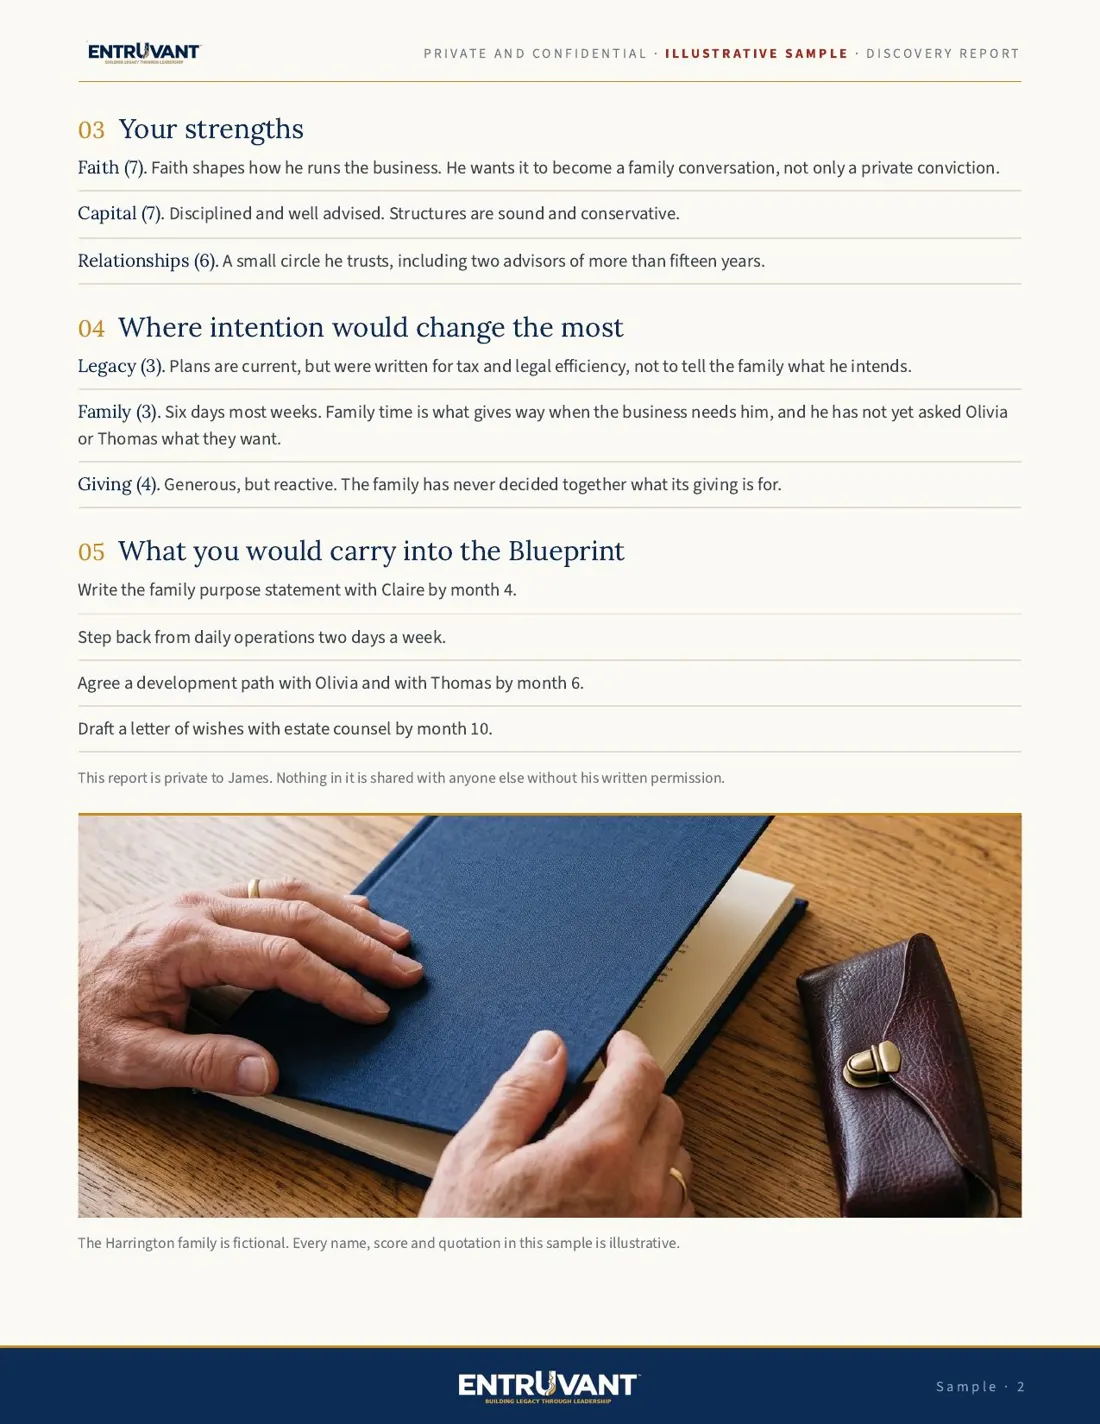 ENTRUVANT
BUILDING LEGACY THROUGH LEADERSHIP
PRIVATE AND CONFIDENTIAL · ILLUSTRATIVE SAMPLE · DISCOVERY REPORT
03 Your strengths
Faith (7). Faith shapes how he runs the business. He wants it to become a family conversation, not only a private conviction.
Capital (7). Disciplined and well advised. Structures are sound and conservative.
Relationships (6). A small circle he trusts, including two advisors of more than fifteen years.
04 Where intention would change the most
Legacy (3). Plans are current, but were written for tax and legal efficiency, not to tell the family what he intends.
Family (3). Six days most weeks. Family time is what gives way when the business needs him, and he has not yet asked Olivia
or Thomas what they want.
Giving (4). Generous, but reactive. The family has never decided together what its giving is for.
05 What you would carry into the Blueprint
Write the family purpose statement with Claire by month 4.
Step back from daily operations two days a week.
Agree a development path with Olivia and with Thomas by month 6.
Draft a letter of wishes with estate counsel by month 10.
This report is private to James. Nothing in it is shared with anyone else without his written permission.
The Harrington family is fictional. Every name, score and quotation in this sample is illustrative.
ENTRUVANT
BUILDING LEGACY THROUGH LEADERSHIP
Sample · 2